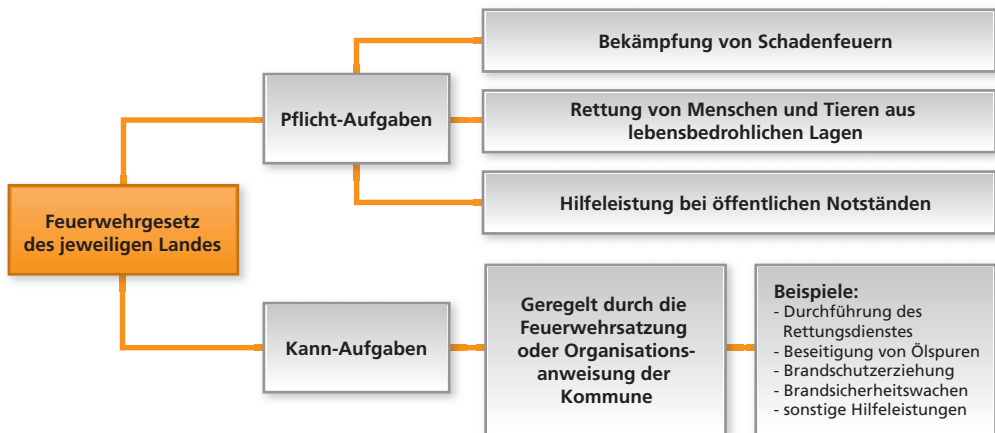 Feuerwehrgesetz
des jeweiligen Landes
Pflicht-Aufgaben
Bekämpfung von Schadenfeuern
Rettung von Menschen und Tieren aus
lebensbedrohlichen Lagen
Hilfeleistung bei öffentlichen Notständen
Kann-Aufgaben
Geregelt durch die
Feuerwehrsatzung
oder Organisations-
anweisung der
Kommune
Beispiele:
- Durchführung des
Rettungsdienstes
- Beseitigung von Ölspuren
- Brandschutzerziehung
- Brandsicherheitswachen
- sonstige Hilfeleistungen